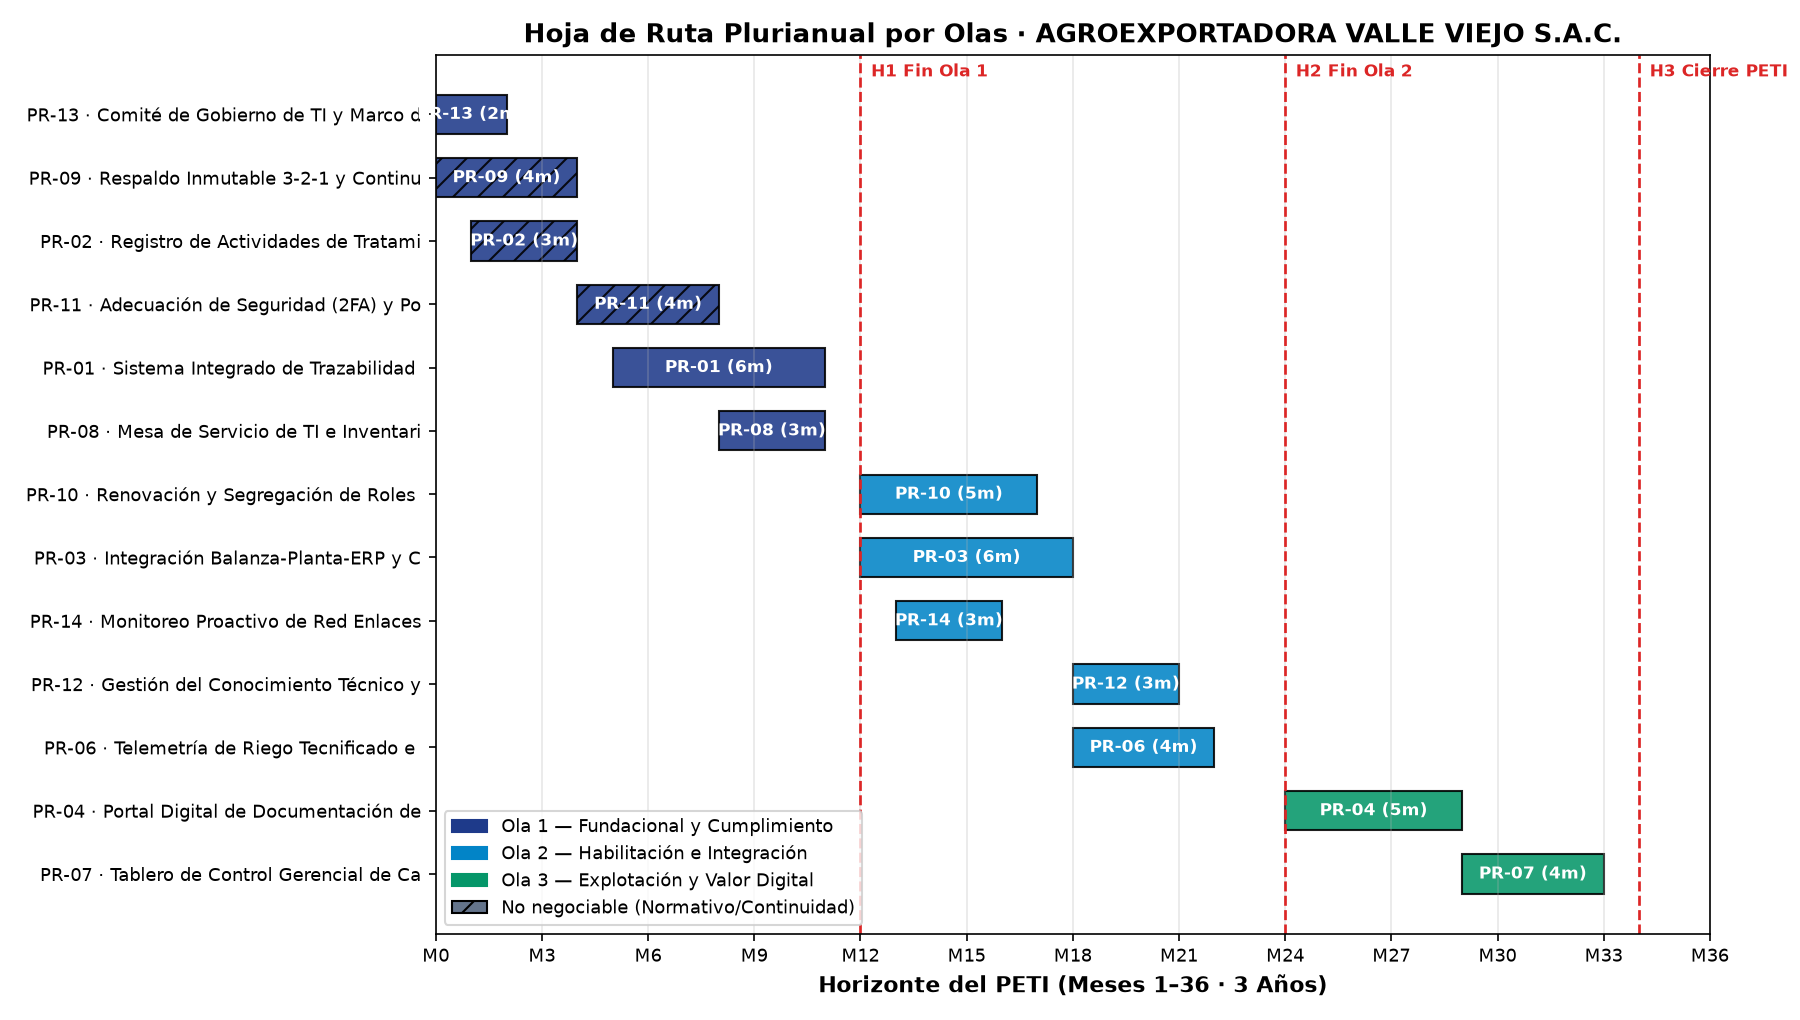 Hoja de Ruta Plurianual por Olas · AGROEXPORTADORA VALLE VIEJO S.A.C.
H1 Fin Ola 1
H2 Fin Ola 2
H3 Cierre PETI
PR-13 · Comité de Gobierno de TI y Marco d
R-13 (2m
PR-09 · Respaldo Inmutable 3-2-1 y Continu
PR-09 (4m)
PR-02 · Registro de Actividades de Tratami
PR-02 (3m)
PR-11 · Adecuación de Seguridad (2FA) y Po
PR-11 (4m)
PR-01 · Sistema Integrado de Trazabilidad
PR-01 (6m)
PR-08 · Mesa de Servicio de TI e Inventari
PR-08 (3m)
PR-10 · Renovación y Segregación de Roles
PR-10 (5m)
PR-03 · Integración Balanza-Planta-ERP y C
PR-03 (6m)
PR-14 · Monitoreo Proactivo de Red Enlaces
PR-14 (3m)
PR-12 · Gestión del Conocimiento Técnico y
PR-12 (3m)
PR-06 · Telemetría de Riego Tecnificado e
PR-06 (4m)
PR-04 · Portal Digital de Documentación de
PR-04 (5m)
PR-07 · Tablero de Control Gerencial de Ca
PR-07 (4m)
Ola 1 — Fundacional y Cumplimiento
Ola 2 — Habilitación e Integración
Ola 3 — Explotación y Valor Digital
No negociable (Normativo/Continuidad)
M0 M3 M6 M9 M12 M15 M18 M21 M24 M27 M30 M33 M36
Horizonte del PETI (Meses 1–36 · 3 Años)